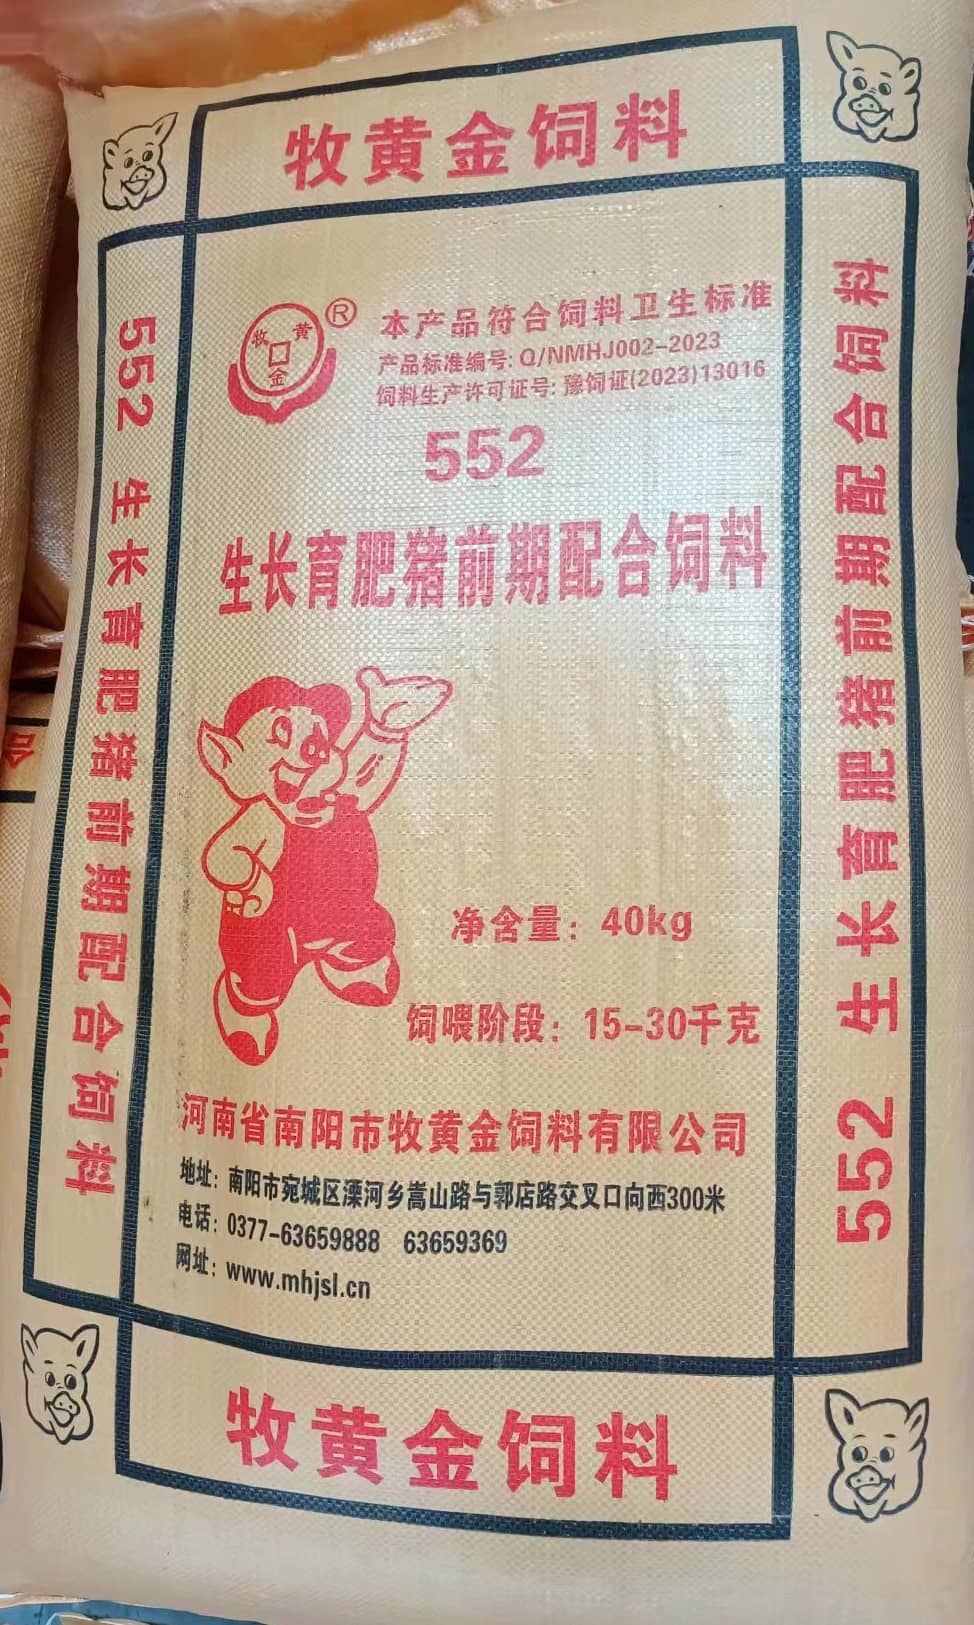 牧黄金饲料
牧 黄
金
®
本产品符合饲料卫生标准
产品标准编号: Q/NMHJ002-2023
饲料生产许可证号: 豫饲证(2023)13016
552
生长育肥猪前期配合饲料
552 生长育肥猪前期配合饲料
552 生长育肥猪前期配合饲料
净含量: 40kg
饲喂阶段: 15-30千克
河南省南阳市牧黄金饲料有限公司
地址: 南阳市宛城区溧河乡嵩山路与郭店路交叉口向西300米
电话: 0377-63659888 63659369
网址: www.mhjsl.cn
牧黄金饲料